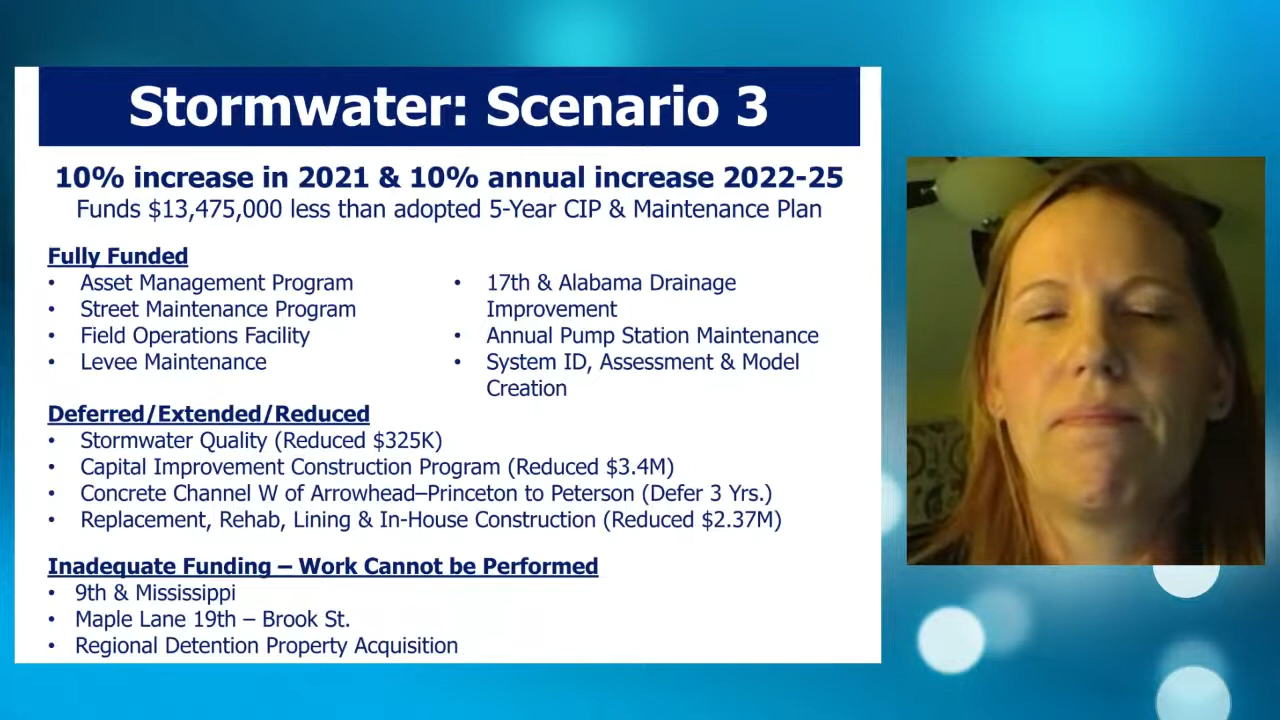 Stormwater: Scenario 3
10% increase in 2021 & 10% annual increase 2022-25
Funds $13,475,000 less than adopted 5-Year CIP & Maintenance Plan
Fully Funded
• Asset Management Program
• Street Maintenance Program
• Field Operations Facility
• Levee Maintenance
• 17th & Alabama Drainage
Improvement
• Annual Pump Station Maintenance
• System ID, Assessment & Model
Creation
Deferred/Extended/Reduced
• Stormwater Quality (Reduced $325K)
• Capital Improvement Construction Program (Reduced $3.4M)
• Concrete Channel W of Arrowhead–Princeton to Peterson (Defer 3 Yrs.)
• Replacement, Rehab, Lining & In-House Construction (Reduced $2.37M)
Inadequate Funding – Work Cannot be Performed
• 9th & Mississippi
• Maple Lane 19th – Brook St.
• Regional Detention Property Acquisition